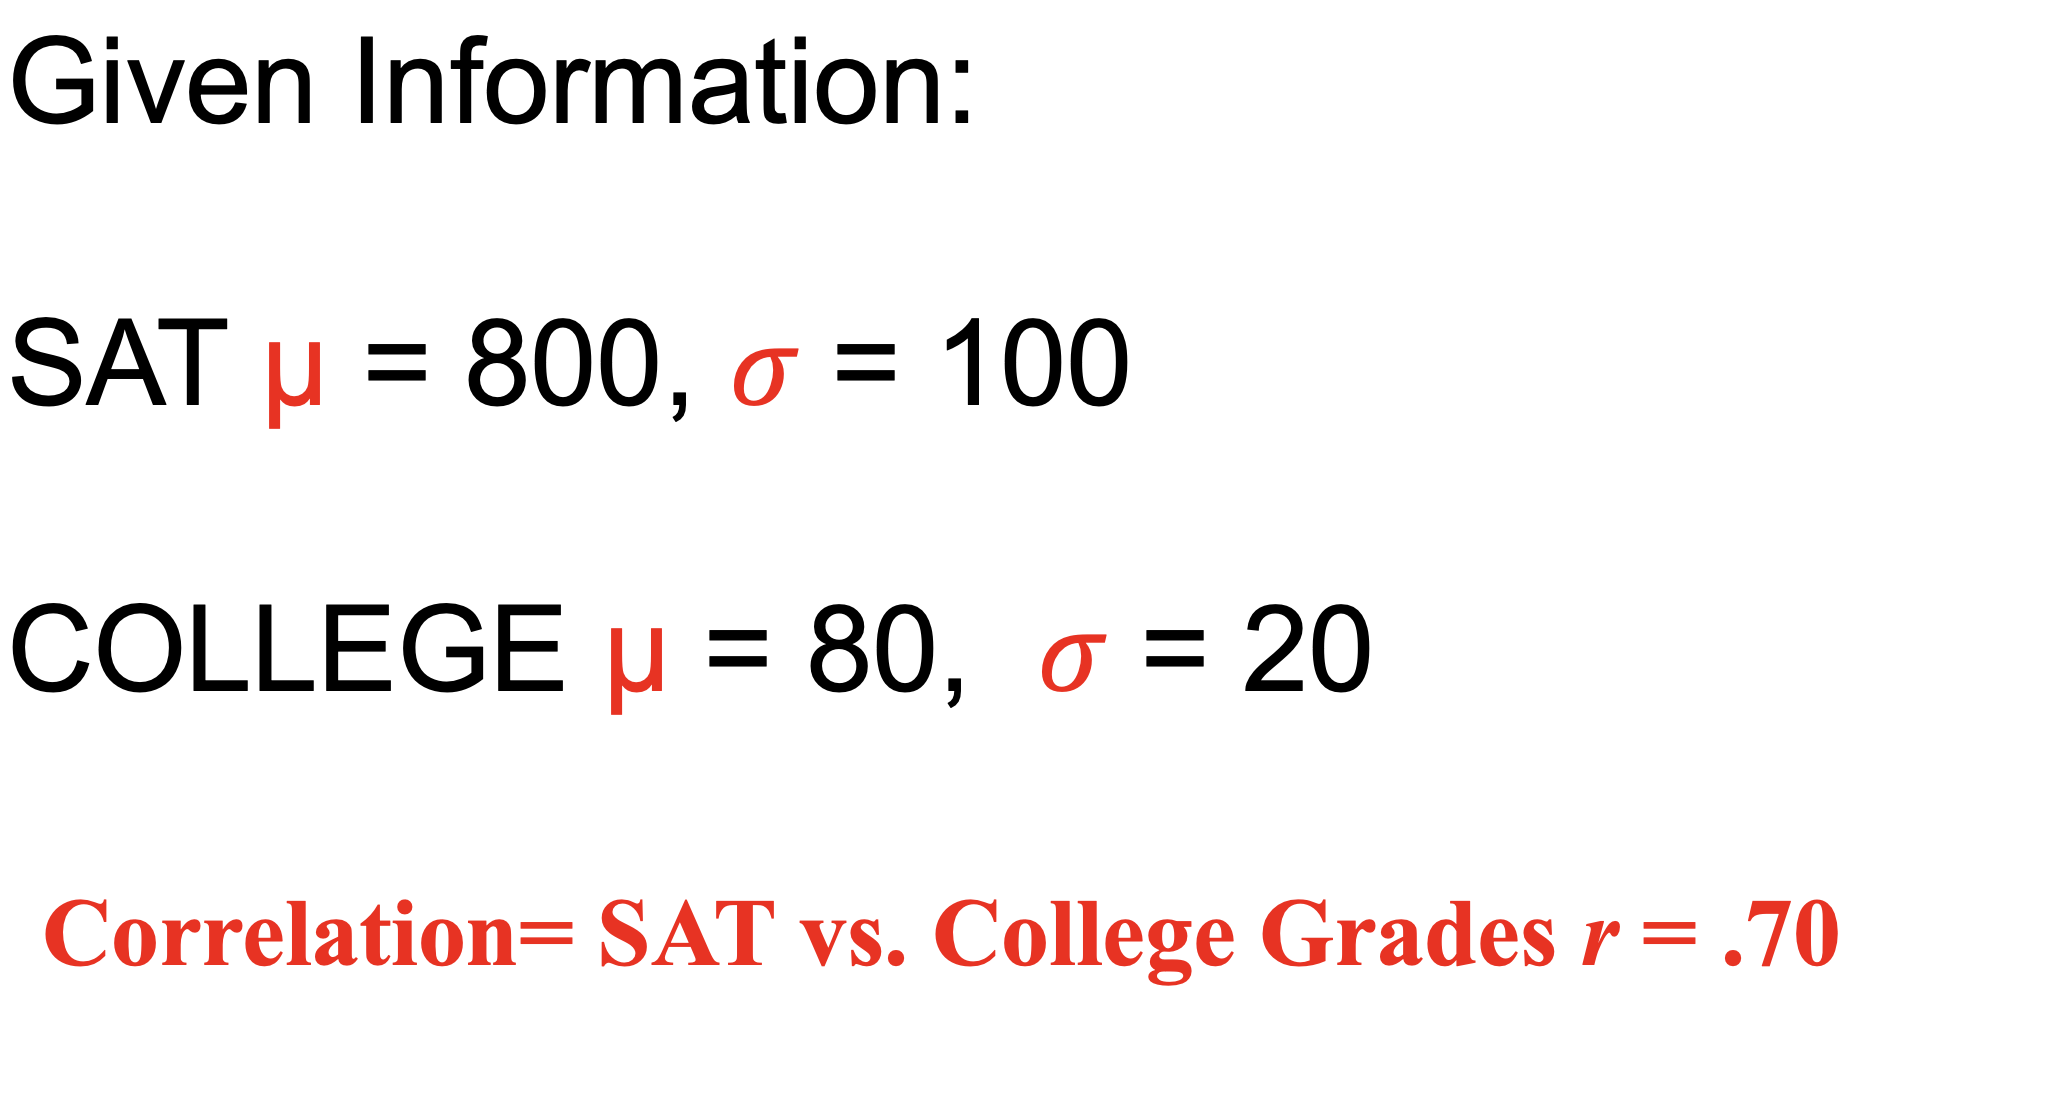 Given Information:
SAT μ = 800, σ = 100
COLLEGE μ = 80, σ = 20
Correlation= SAT vs. College Grades r = .70